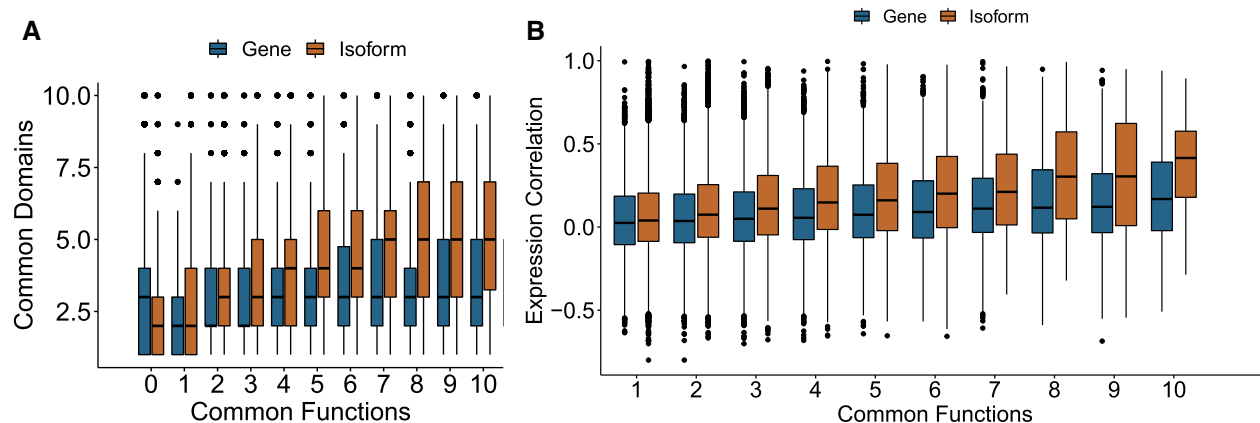 A
Gene Isoform
Common Domains
10.0
7.5
5.0
2.5
0 1 2 3 4 5 6 7 8 9 10
Common Functions
B
Gene Isoform
Expression Correlation
1.0
0.5
0.0
−0.5
1 2 3 4 5 6 7 8 9 10
Common Functions